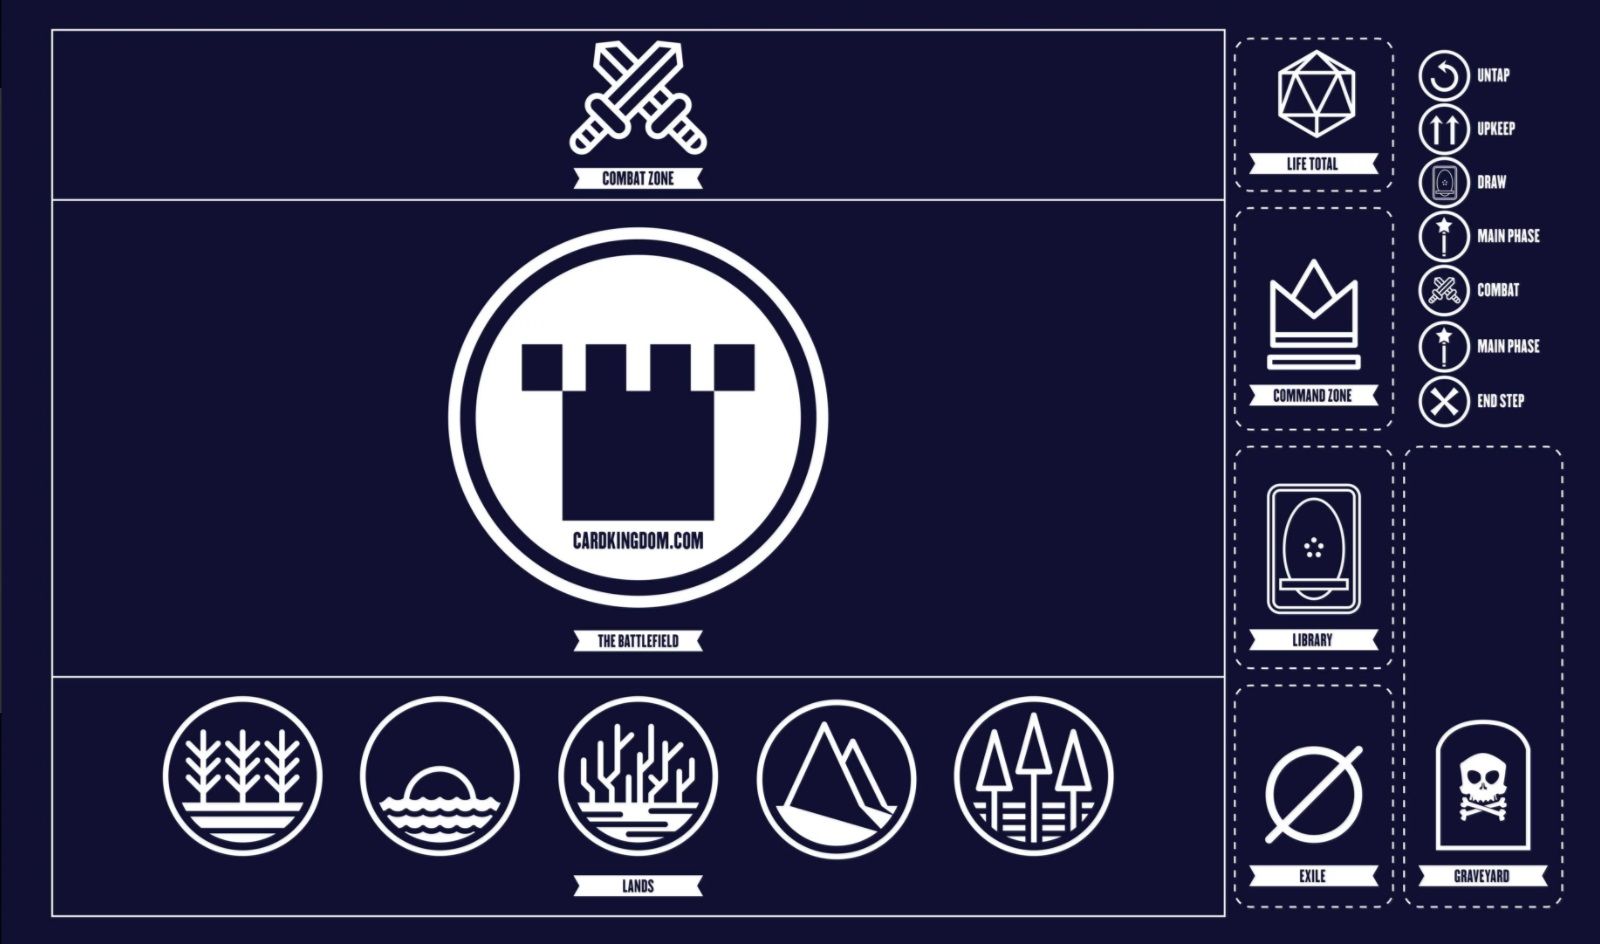 COMBAT ZONE
CARDKINGDOM.COM
THE BATTLEFIELD
LANDS
LIFE TOTAL
COMMAND ZONE
LIBRARY
EXILE
UNTAP
UPKEEP
DRAW
MAIN PHASE
COMBAT
MAIN PHASE
END STEP
GRAVEYARD